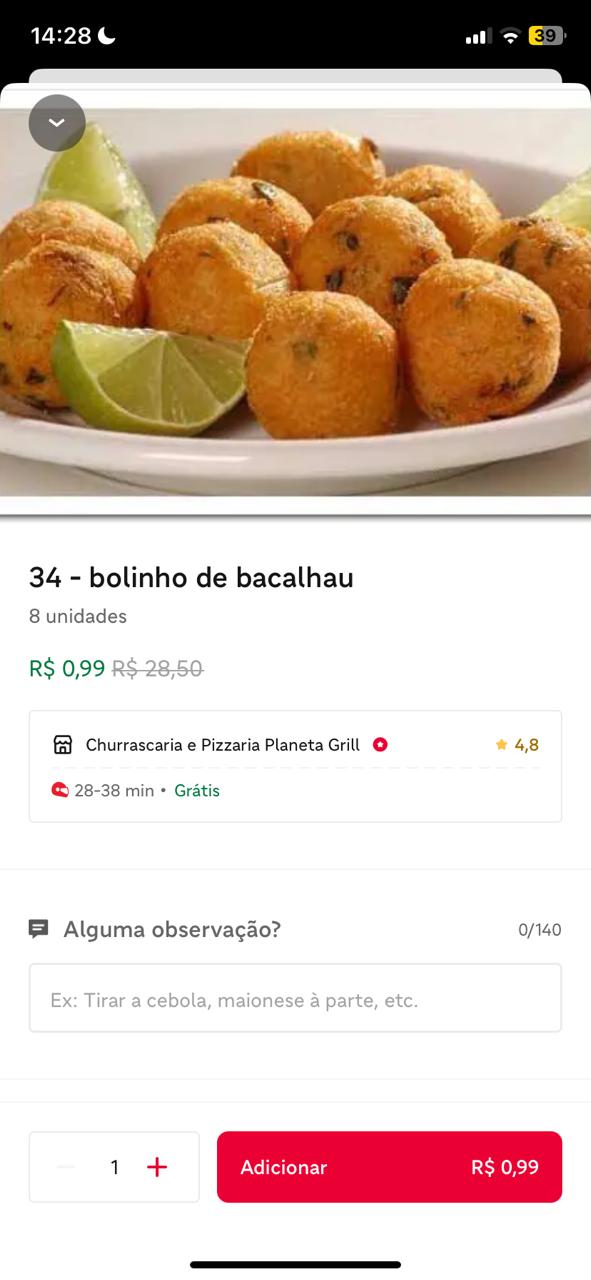 14:28
39
34 - bolinho de bacalhau
8 unidades
R$ 0,99 R$ 28,50
Churrascaria e Pizzaria Planeta Grill 4,8
28-38 min • Grátis
Alguma observação? 0/140
Ex: Tirar a cebola, maionese à parte, etc.
1 Adicionar R$ 0,99